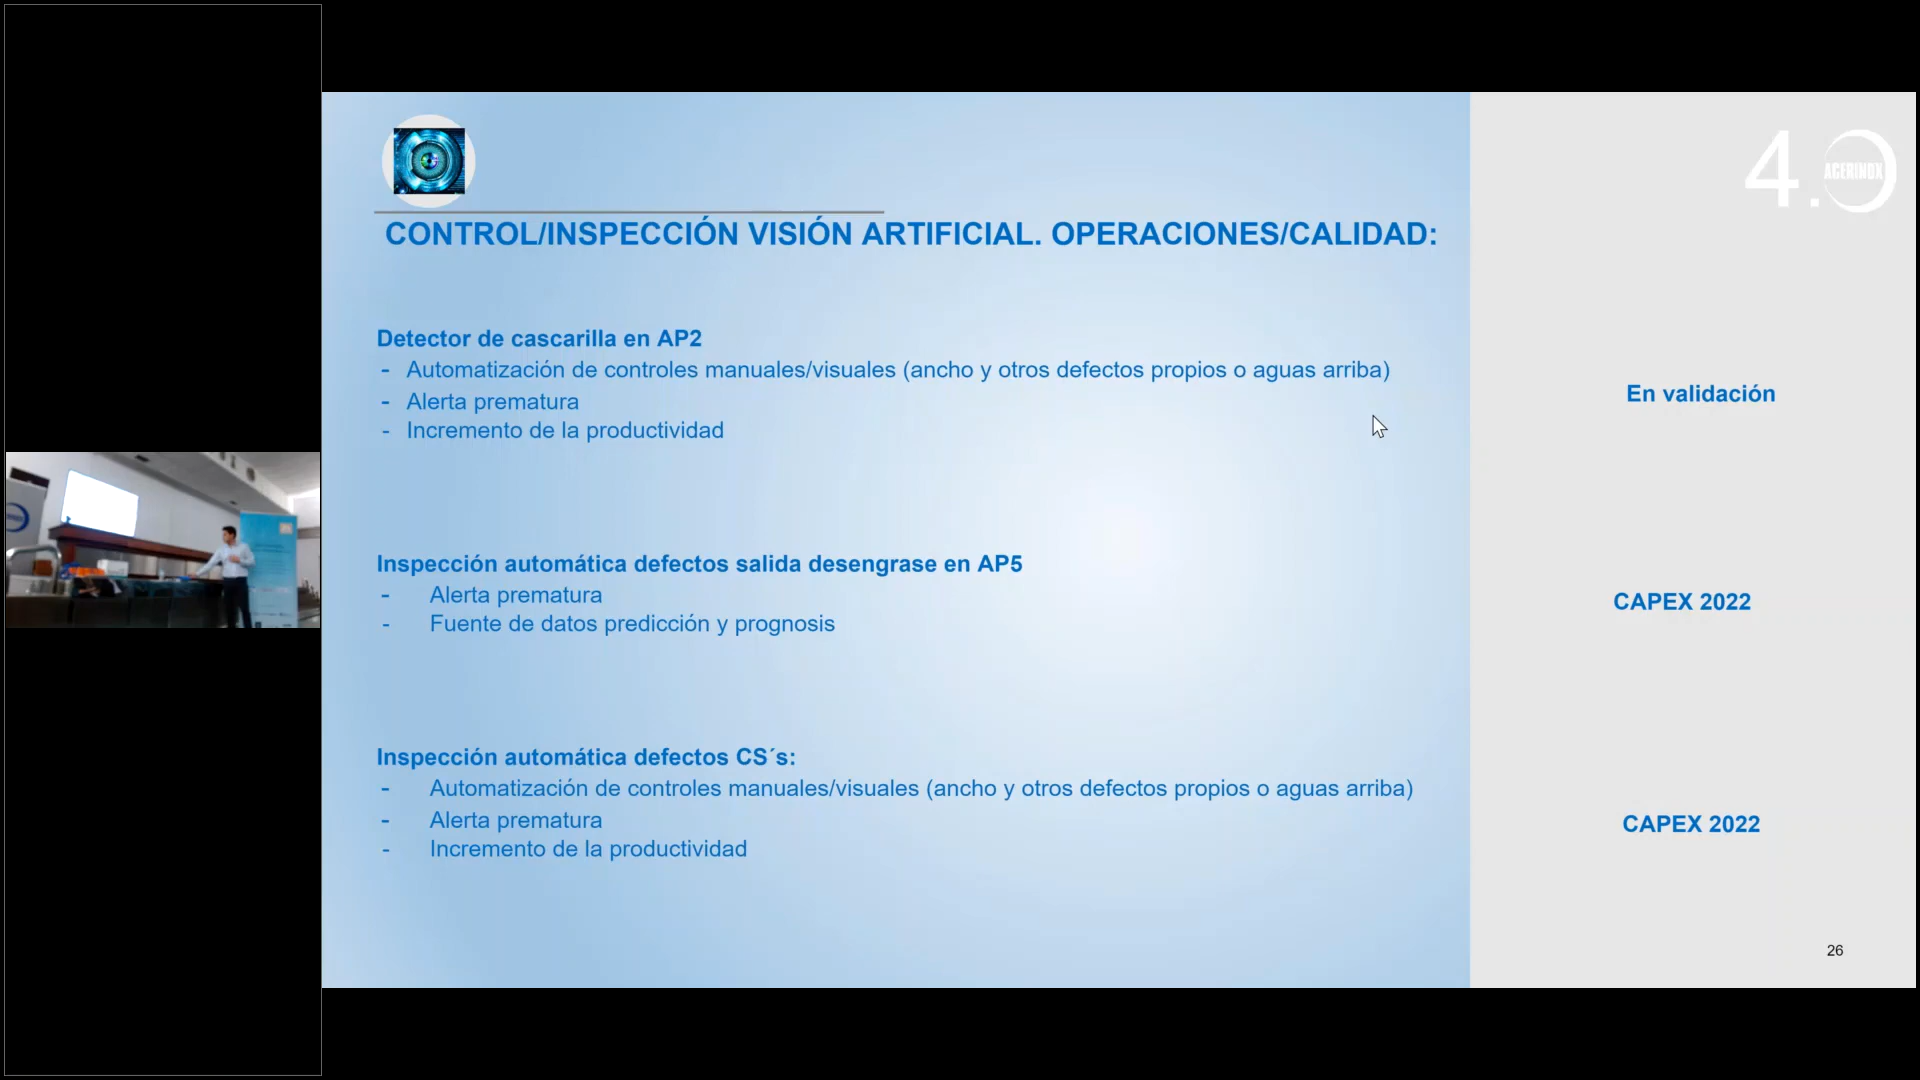 4.0
ACERINOX
CONTROL/INSPECCIÓN VISIÓN ARTIFICIAL. OPERACIONES/CALIDAD:
Detector de cascarilla en AP2
- Automatización de controles manuales/visuales (ancho y otros defectos propios o aguas arriba)
- Alerta prematura
- Incremento de la productividad
En validación
Inspección automática defectos salida desengrase en AP5
- Alerta prematura
- Fuente de datos predicción y prognosis
CAPEX 2022
Inspección automática defectos CS´s:
- Automatización de controles manuales/visuales (ancho y otros defectos propios o aguas arriba)
- Alerta prematura
- Incremento de la productividad
CAPEX 2022
26